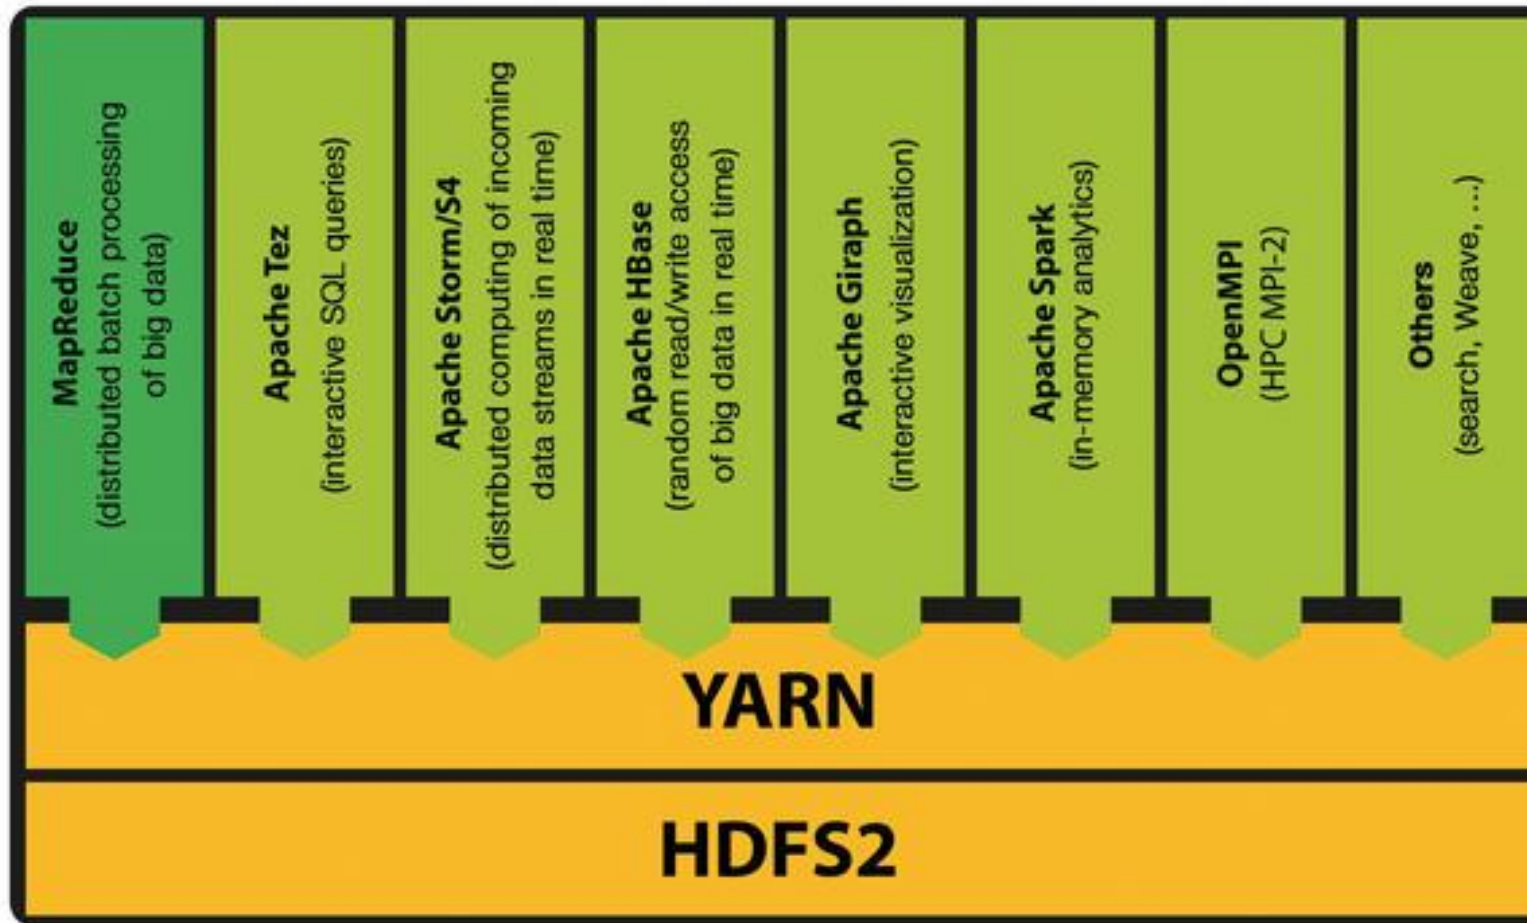 MapReduce
(distributed batch processing
of big data)
Apache Tez
(interactive SQL queries)
Apache Storm/S4
(distributed computing of incoming
data streams in real time)
Apache HBase
(random read/write access
of big data in real time)
Apache Giraph
(interactive visualization)
Apache Spark
(in-memory analytics)
OpenMPI
(HPC MPI-2)
Others
(search, Weave, ...)
YARN
HDFS2